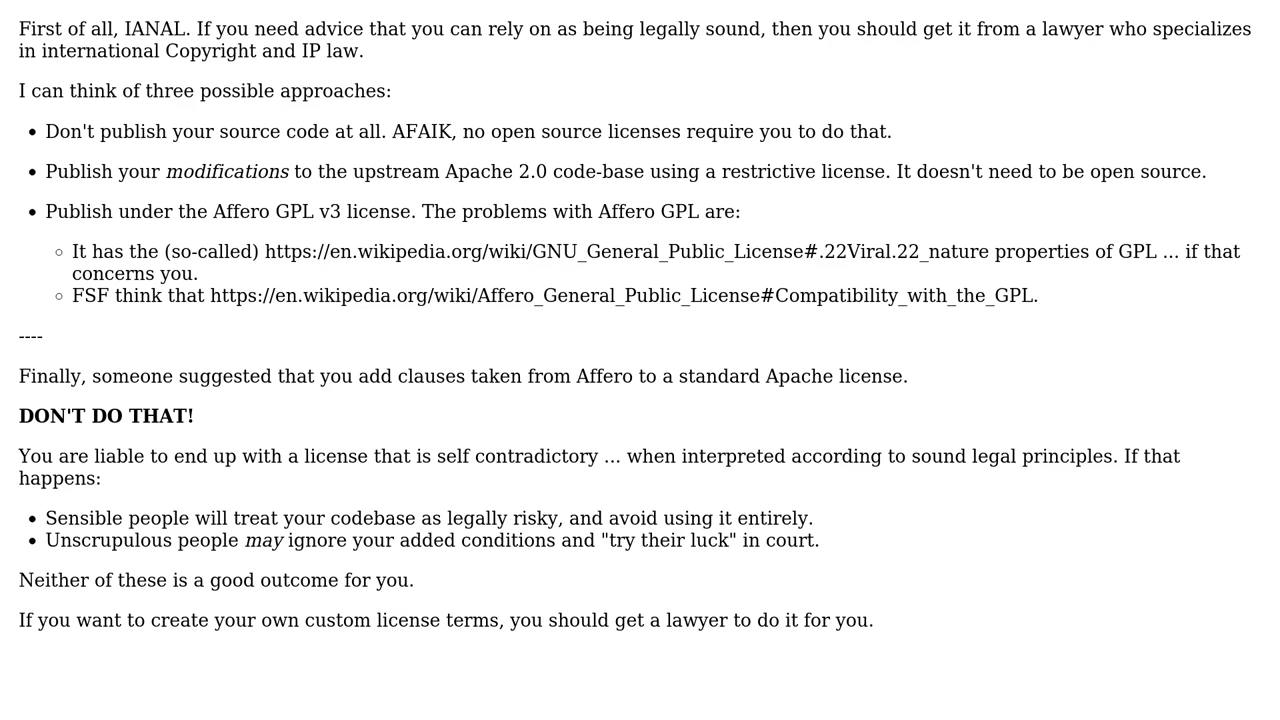 First of all, IANAL. If you need advice that you can rely on as being legally sound, then you should get it from a lawyer who specializes
in international Copyright and IP law.
I can think of three possible approaches:
• Don't publish your source code at all. AFAIK, no open source licenses require you to do that.
• Publish your modifications to the upstream Apache 2.0 code-base using a restrictive license. It doesn't need to be open source.
• Publish under the Affero GPL v3 license. The problems with Affero GPL are:
◦ It has the (so-called) https://en.wikipedia.org/wiki/GNU_General_Public_License#.22Viral.22_nature properties of GPL ... if that
concerns you.
◦ FSF think that https://en.wikipedia.org/wiki/Affero_General_Public_License#Compatibility_with_the_GPL.
----
Finally, someone suggested that you add clauses taken from Affero to a standard Apache license.
DON'T DO THAT!
You are liable to end up with a license that is self contradictory ... when interpreted according to sound legal principles. If that
happens:
• Sensible people will treat your codebase as legally risky, and avoid using it entirely.
• Unscrupulous people may ignore your added conditions and "try their luck" in court.
Neither of these is a good outcome for you.
If you want to create your own custom license terms, you should get a lawyer to do it for you.